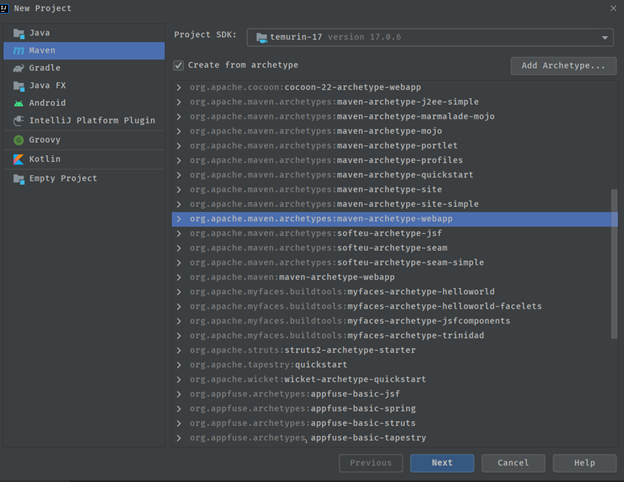 New Project
Java
Maven
Gradle
Java FX
Android
IntelliJ Platform Plugin
Groovy
Kotlin
Empty Project
Project SDK: temurin-17 version 17.0.6
Create from archetype
Add Archetype...
org.apache.cocoon:cocoon-22-archetype-webapp
org.apache.maven.archetypes:maven-archetype-j2ee-simple
org.apache.maven.archetypes:maven-archetype-marmalade-mojo
org.apache.maven.archetypes:maven-archetype-mojo
org.apache.maven.archetypes:maven-archetype-portlet
org.apache.maven.archetypes:maven-archetype-profiles
org.apache.maven.archetypes:maven-archetype-quickstart
org.apache.maven.archetypes:maven-archetype-site
org.apache.maven.archetypes:maven-archetype-site-simple
org.apache.maven.archetypes:maven-archetype-webapp
org.apache.maven.archetypes:softeu-archetype-jsf
org.apache.maven.archetypes:softeu-archetype-seam
org.apache.maven.archetypes:softeu-archetype-seam-simple
org.apache.maven:maven-archetype-webapp
org.apache.myfaces.buildtools:myfaces-archetype-helloworld
org.apache.myfaces.buildtools:myfaces-archetype-helloworld-facelets
org.apache.myfaces.buildtools:myfaces-archetype-jsfcomponents
org.apache.myfaces.buildtools:myfaces-archetype-trinidad
org.apache.struts:struts2-archetype-starter
org.apache.tapestry:quickstart
org.apache.wicket:wicket-archetype-quickstart
org.appfuse.archetypes:appfuse-basic-jsf
org.appfuse.archetypes:appfuse-basic-spring
org.appfuse.archetypes:appfuse-basic-struts
org.appfuse.archetypes:appfuse-basic-tapestry
Previous
Next
Cancel
Help